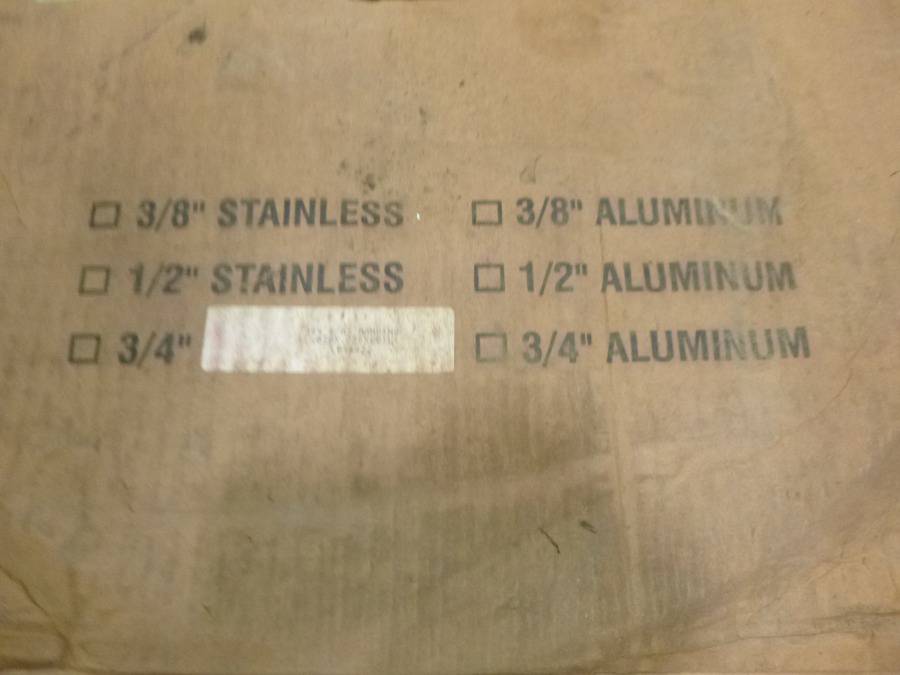 3/8" STAINLESS 3/8" ALUMINUM
1/2" STAINLESS 1/2" ALUMINUM
3/4" 3/4" ALUMINUM